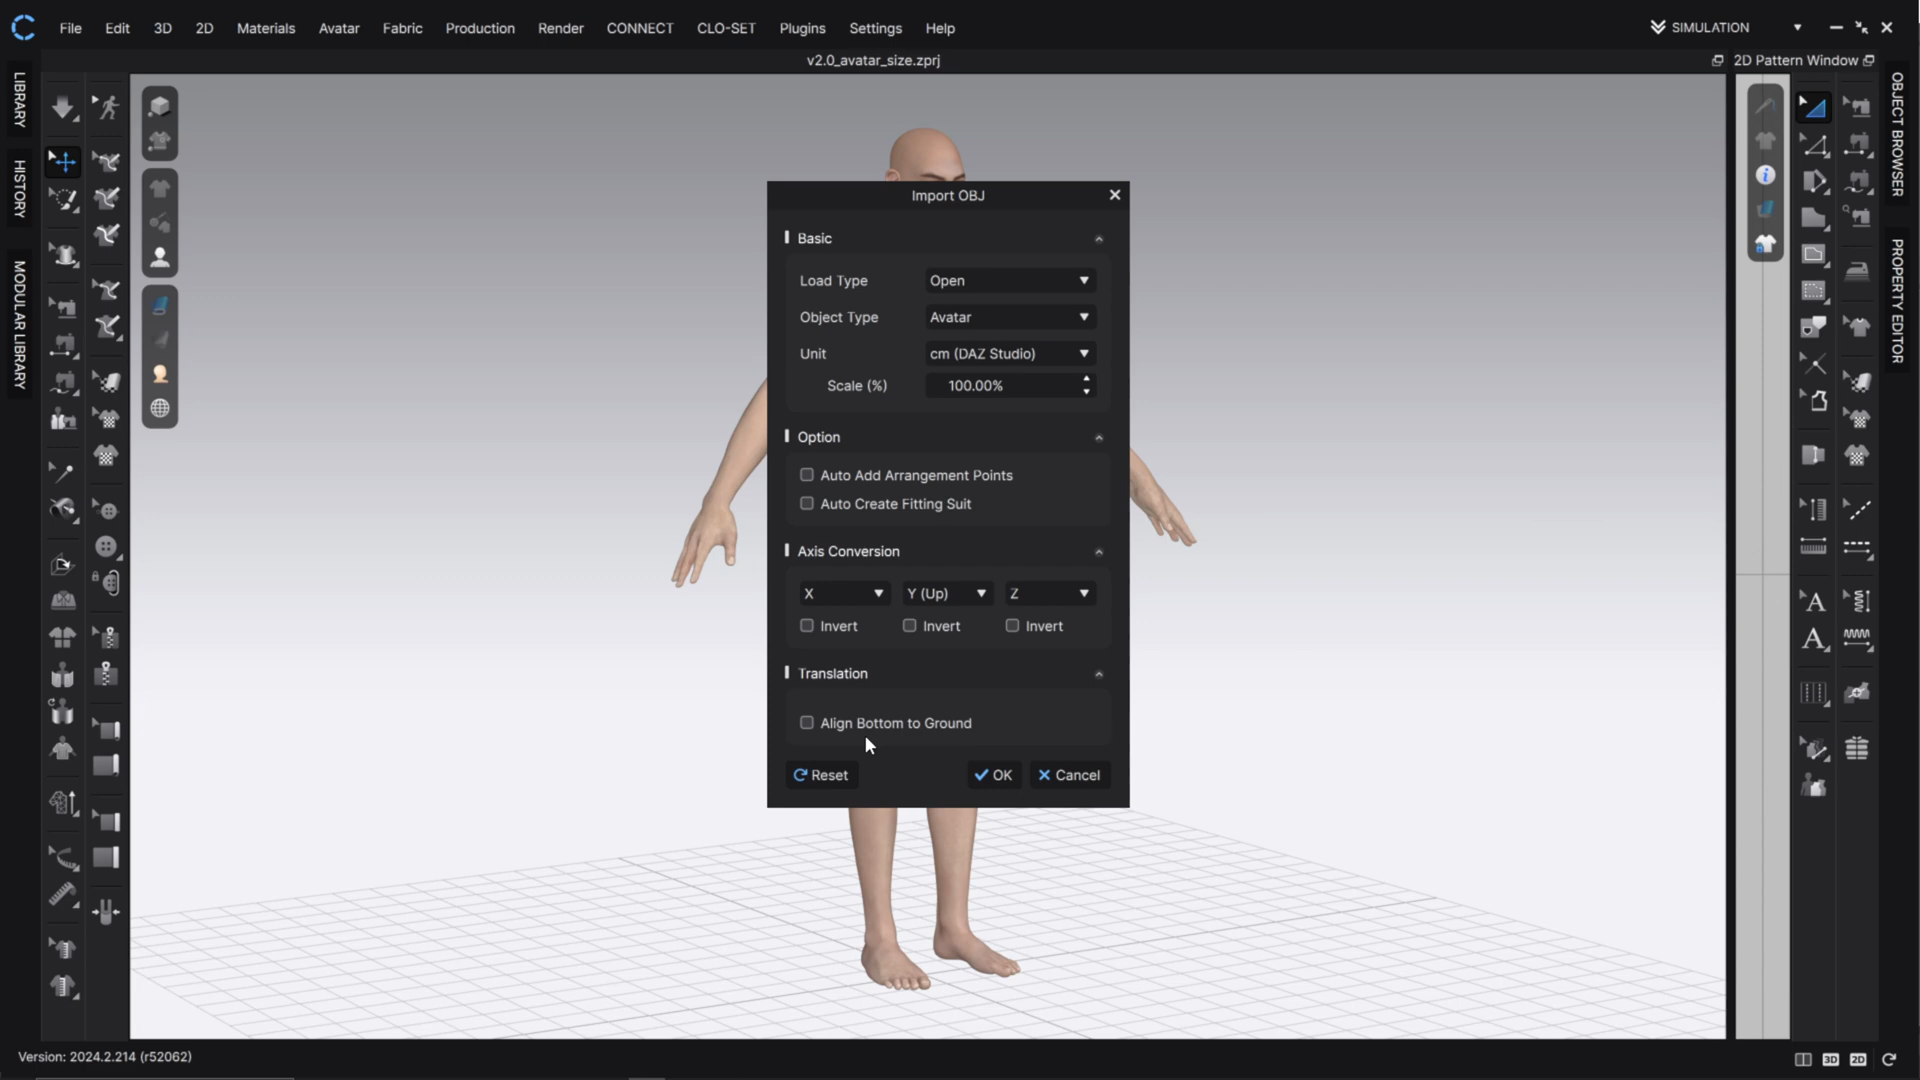 File Edit 3D 2D Materials Avatar Fabric Production Render CONNECT CLO-SET Plugins Settings Help SIMULATION
v2.0_avatar_size.zprj
2D Pattern Window
LIBRARY
HISTORY
MODULAR LIBRARY
Import OBJ
Basic
Load Type Open
Object Type Avatar
Unit cm (DAZ Studio)
Scale (%) 100.00%
Option
Auto Add Arrangement Points
Auto Create Fitting Suit
Axis Conversion
X Y (Up) Z
Invert Invert Invert
Translation
Align Bottom to Ground
Reset OK Cancel
OBJECT BROWSER
PROPERTY EDITOR
A
A
Version: 2024.2.214 (r52062)
3D 2D